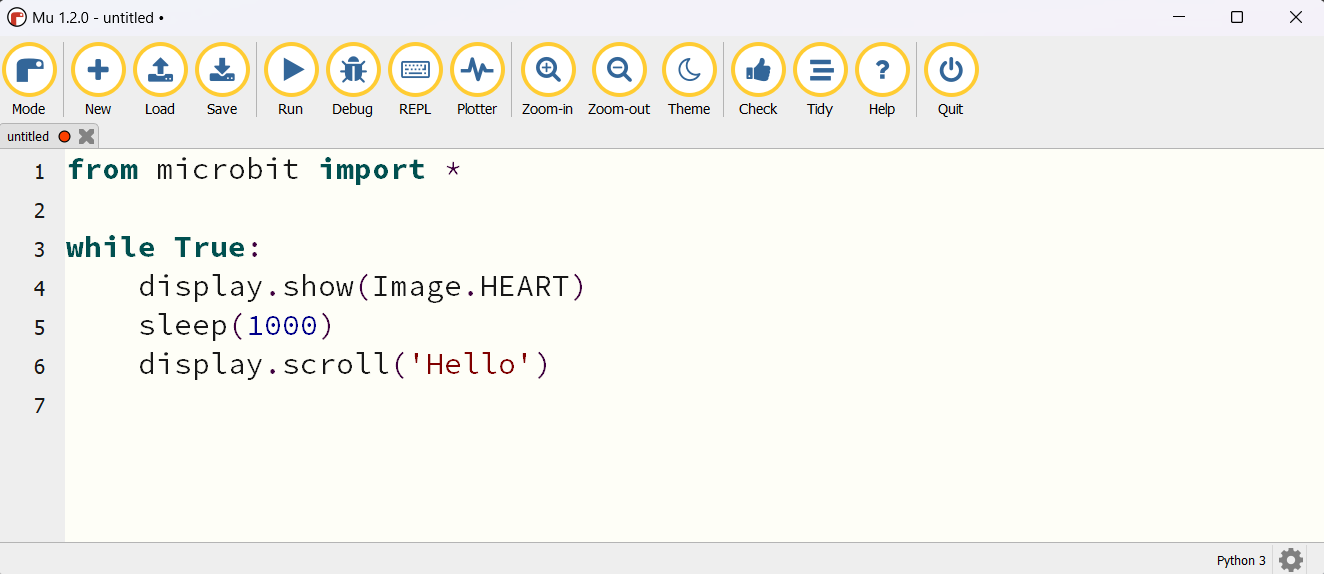 Mu 1.2.0 - untitled •
Mode New Load Save Run Debug REPL Plotter Zoom-in Zoom-out Theme Check Tidy Help Quit
untitled
1 from microbit import *
2
3 while True:
4     display.show(Image.HEART)
5     sleep(1000)
6     display.scroll('Hello')
7
Python 3